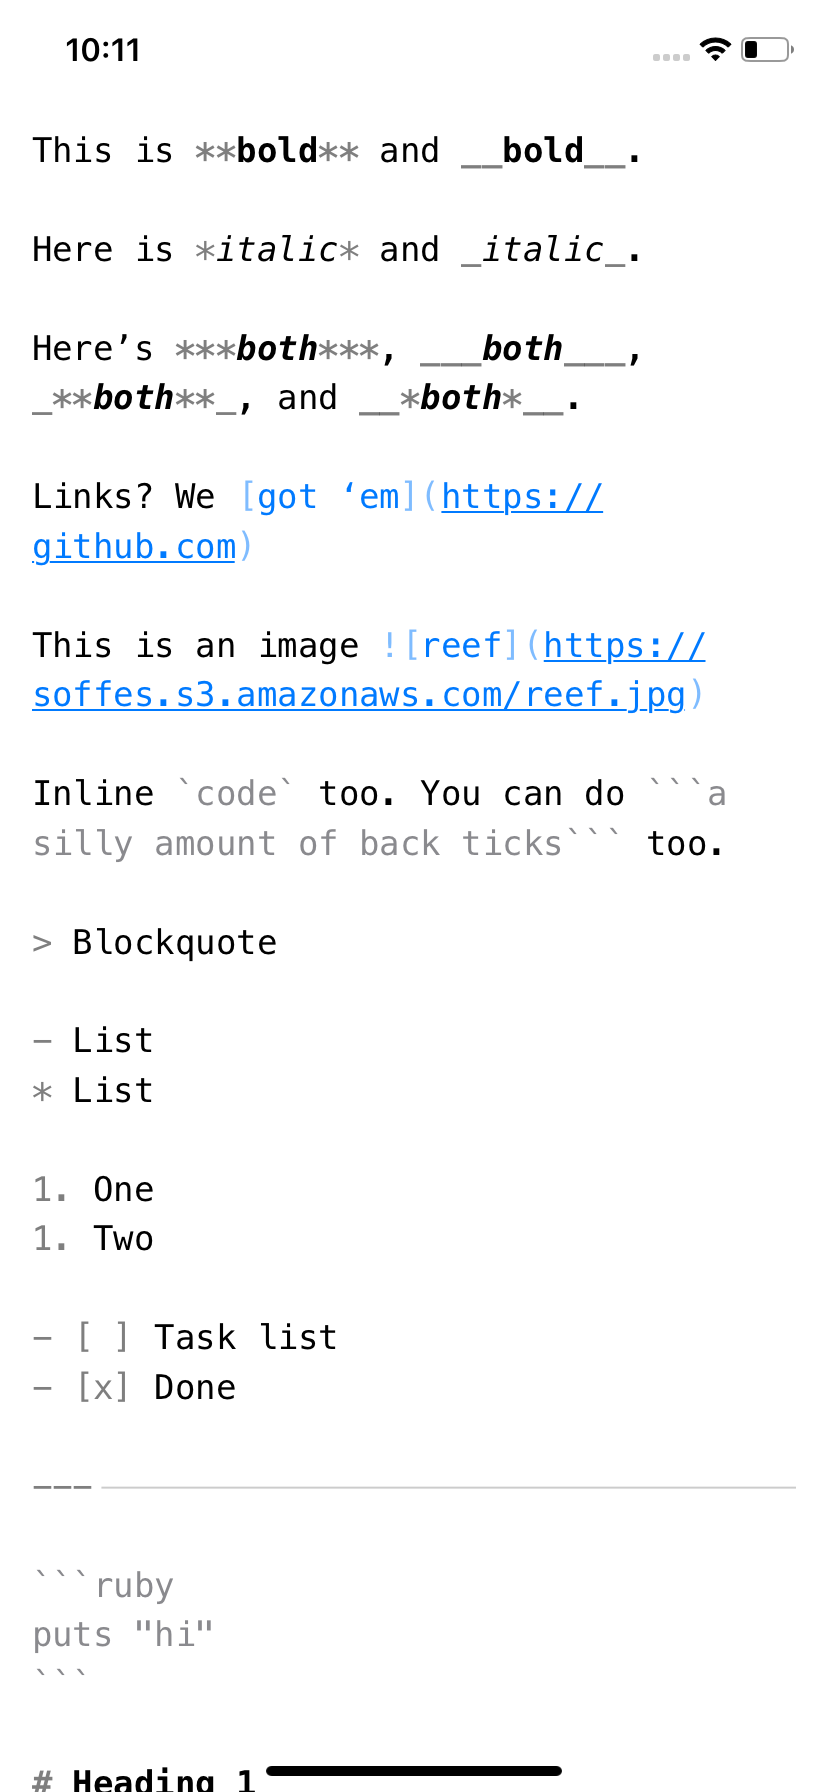 10:11
This is **bold** and __bold__.
Here is *italic* and _italic_.
Here’s ***both***, ___both___,
_**both**_, and __*both*__.
Links? We [got ‘em](https://
github.com)
This is an image ![reef](https://
soffes.s3.amazonaws.com/reef.jpg)
Inline `code` too. You can do ```a
silly amount of back ticks``` too.
> Blockquote
- List
* List
1. One
1. Two
- [ ] Task list
- [x] Done
---
```ruby
puts "hi"
```
# Heading 1